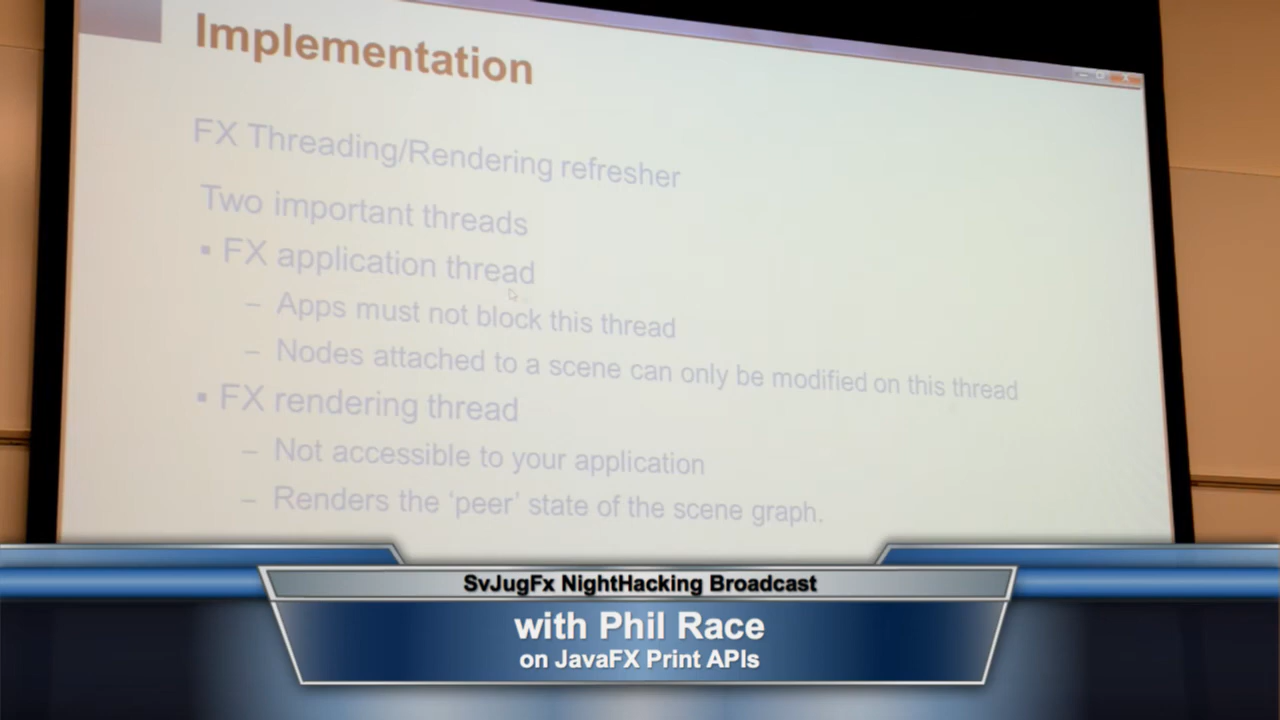 Implementation
FX Threading/Rendering refresher
Two important threads
▪ FX application thread
– Apps must not block this thread
– Nodes attached to a scene can only be modified on this thread
▪ FX rendering thread
– Not accessible to your application
– Renders the ‘peer’ state of the scene graph.
SvJugFx NightHacking Broadcast
with Phil Race
on JavaFX Print APIs